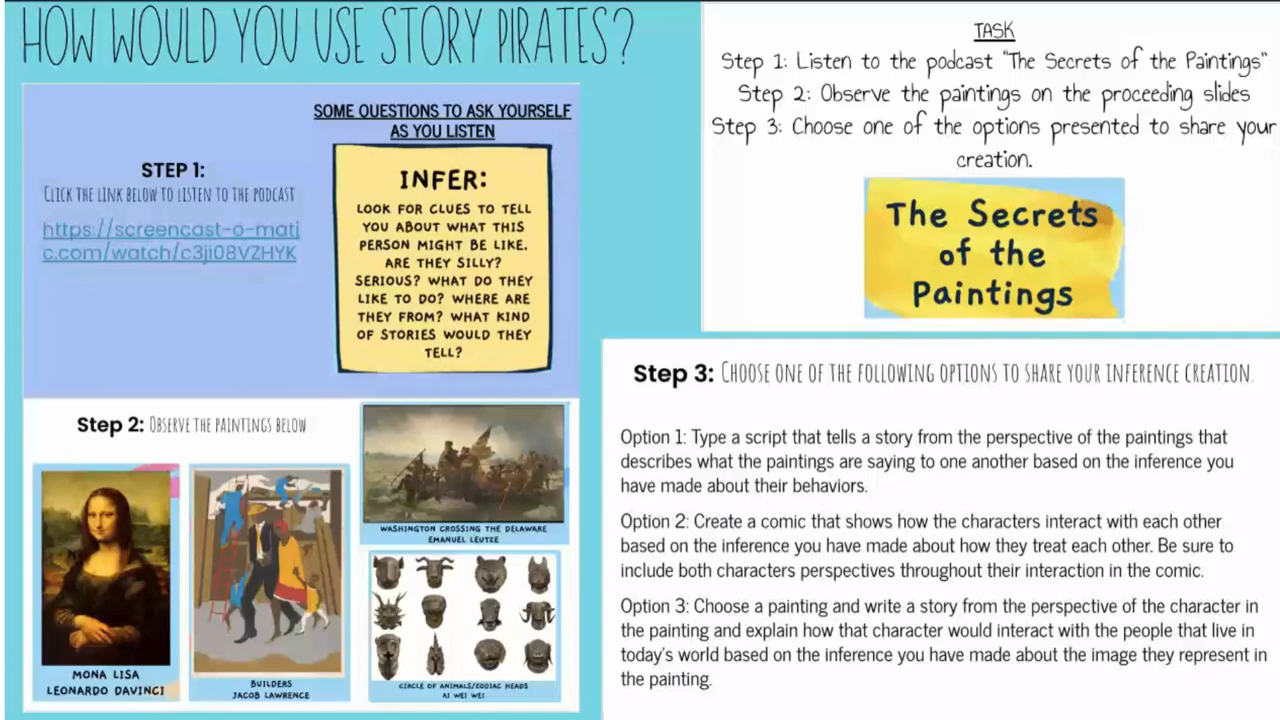 HOW WOULD YOU USE STORY PIRATES?
SOME QUESTIONS TO ASK YOURSELF
AS YOU LISTEN
STEP 1:
CLICK THE LINK BELOW TO LISTEN TO THE PODCAST
https://screencast-o-mati
c.com/watch/c3ji08VZHYK
INFER:
LOOK FOR CLUES TO TELL
YOU ABOUT WHAT THIS
PERSON MIGHT BE LIKE.
ARE THEY SILLY?
SERIOUS? WHAT DO THEY
LIKE TO DO? WHERE ARE
THEY FROM? WHAT KIND
OF STORIES WOULD THEY
TELL?
Step 2: OBSERVE THE PAINTINGS BELOW
MONA LISA
LEONARDO DAVINCI
BUILDERS
JACOB LAWRENCE
WASHINGTON CROSSING THE DELAWARE
EMANUEL LEUTZE
CIRCLE OF ANIMALS/ZODIAC HEADS
AI WEI WEI
TASK
Step 1: Listen to the podcast "The Secrets of the Paintings"
Step 2: Observe the paintings on the proceeding slides
Step 3: Choose one of the options presented to share your
creation.
The Secrets
of the
Paintings
Step 3: CHOOSE ONE OF THE FOLLOWING OPTIONS TO SHARE YOUR INFERENCE CREATION.
Option 1: Type a script that tells a story from the perspective of the paintings that
describes what the paintings are saying to one another based on the inference you
have made about their behaviors.
Option 2: Create a comic that shows how the characters interact with each other
based on the inference you have made about how they treat each other. Be sure to
include both characters perspectives throughout their interaction in the comic.
Option 3: Choose a painting and write a story from the perspective of the character in
the painting and explain how that character would interact with the people that live in
today's world based on the inference you have made about the image they represent in
the painting.